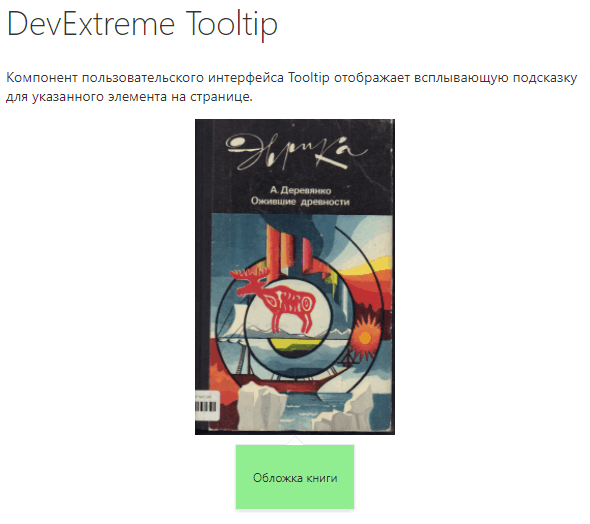 DevExtreme Tooltip
Компонент пользовательского интерфейса Tooltip отображает всплывающую подсказку
для указанного элемента на странице.
Эврика
А. Деревянко
Ожившие древности
Обложка книги